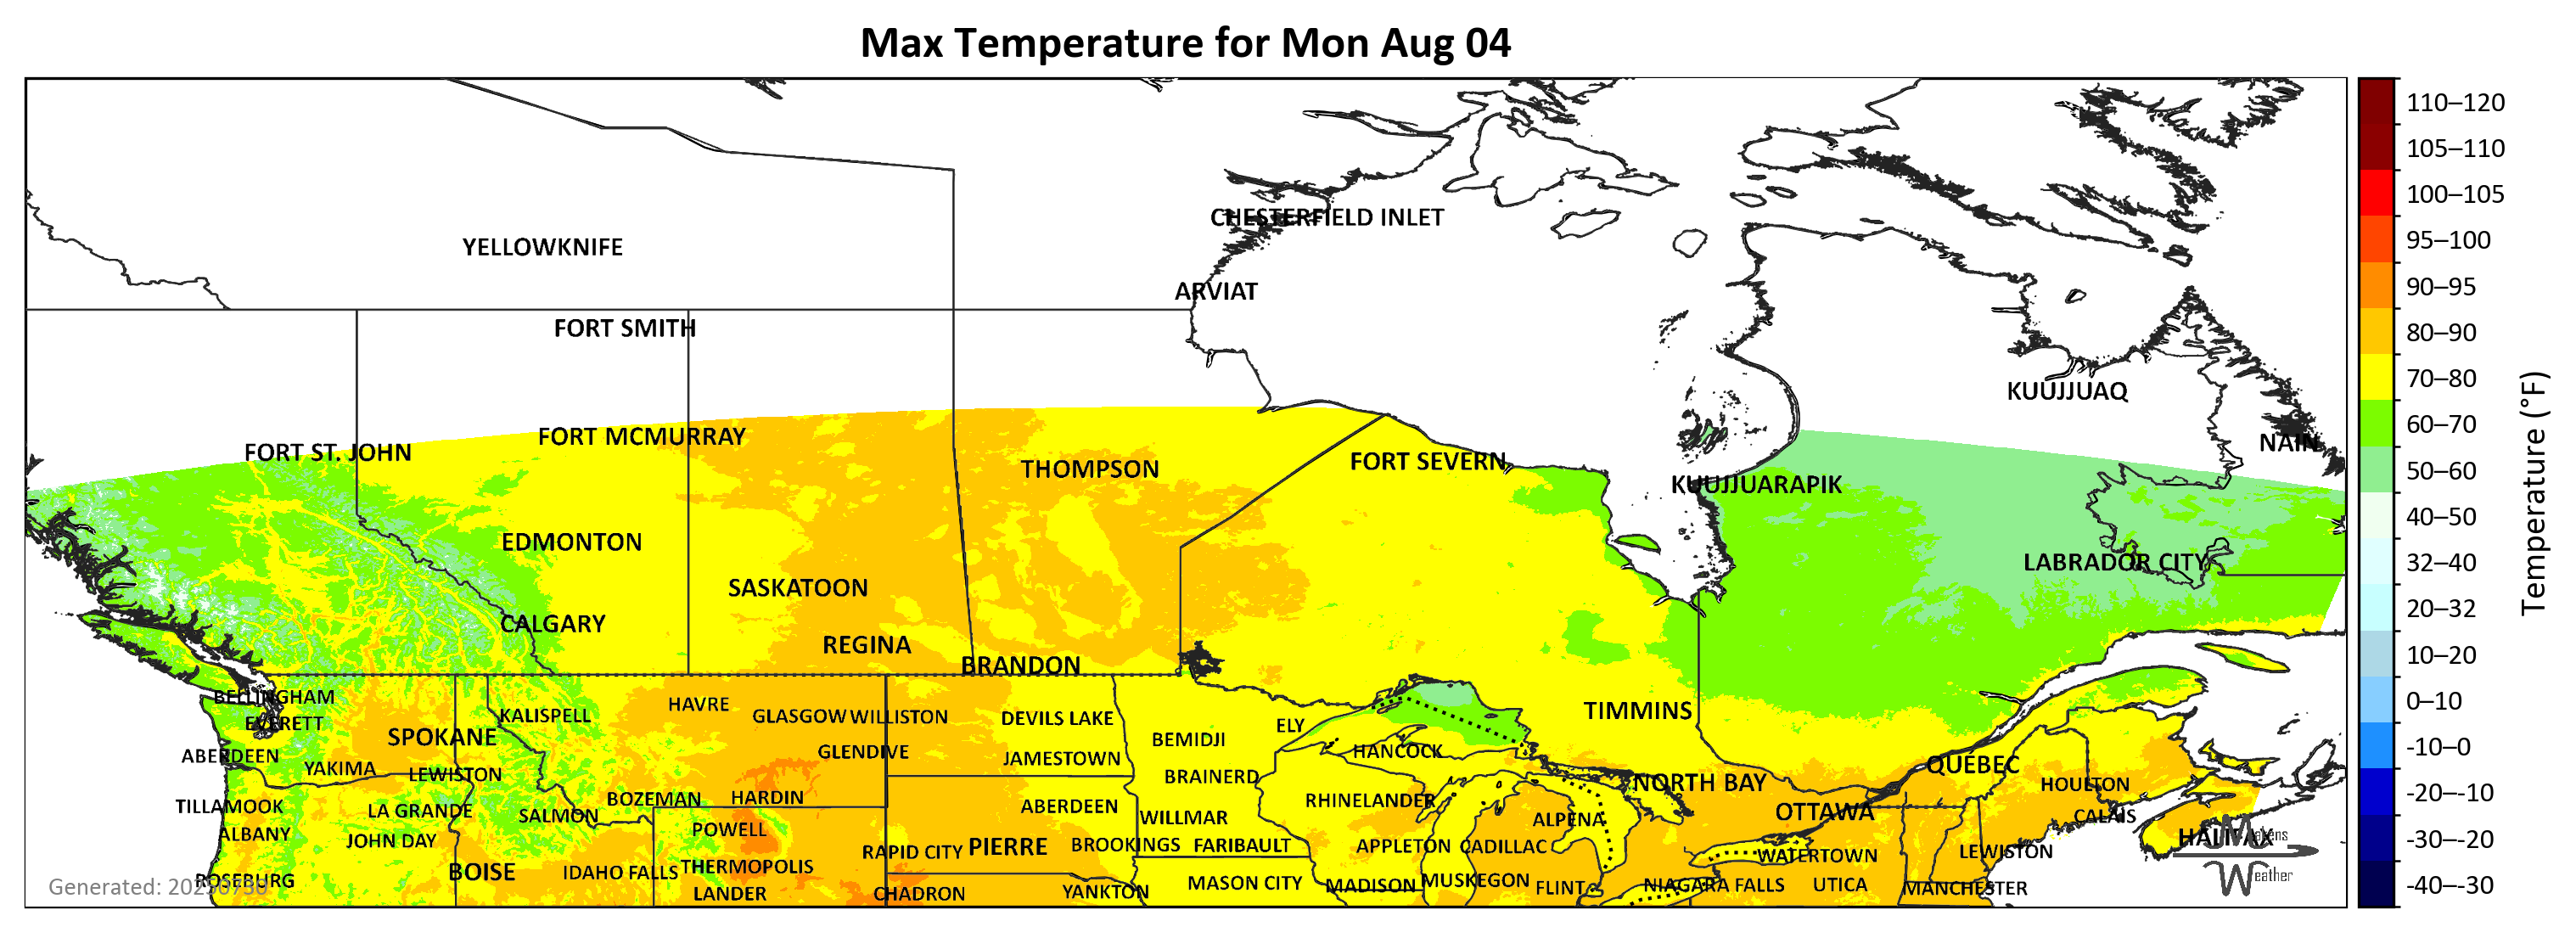 Max Temperature for Mon Aug 04
110–120
105–110
100–105
95–100
90–95
80–90
70–80
60–70
50–60
40–50
32–40
20–32
10–20
0–10
-10–0
-20–-10
-30–-20
-40–-30
Temperature (°F)
CHESTERFIELD INLET
YELLOWKNIFE
ARVIAT
FORT SMITH
KUUJJUAQ
FORT MCMURRAY
NAIN
FORT ST. JOHN
FORT SEVERN
THOMPSON
KUUJJUARAPIK
EDMONTON
LABRADOR CITY
SASKATOON
CALGARY
REGINA
BRANDON
BELLINGHAM
HAVRE
TIMMINS
KALISPELL
GLASGOW
WILLISTON
DEVILS LAKE
EVERETT
ELY
SPOKANE
BEMIDJI
HANCOCK
GLENDIVE
ABERDEEN
JAMESTOWN
QUÉBEC
YAKIMA
LEWISTON
BRAINERD
NORTH BAY
HOULTON
BOZEMAN
HARDIN
RHINELANDER
TILLAMOOK
LA GRANDE
ABERDEEN
OTTAWA
SALMON
WILLMAR
CALAIS
ALPENA
POWELL
ALBANY
HALIFAX
Makens
JOHN DAY
PIERRE
BROOKINGS
FARIBAULT
APPLETON
CADILLAC
RAPID CITY
LEWISTON
WATERTOWN
THERMOPOLIS
BOISE
IDAHO FALLS
Weather
ROSEBURG
MUSKEGON
MASON CITY
MADISON
NIAGARA FALLS
UTICA
FLINT
MANCHESTER
Generated: 20250730
LANDER
CHADRON
YANKTON